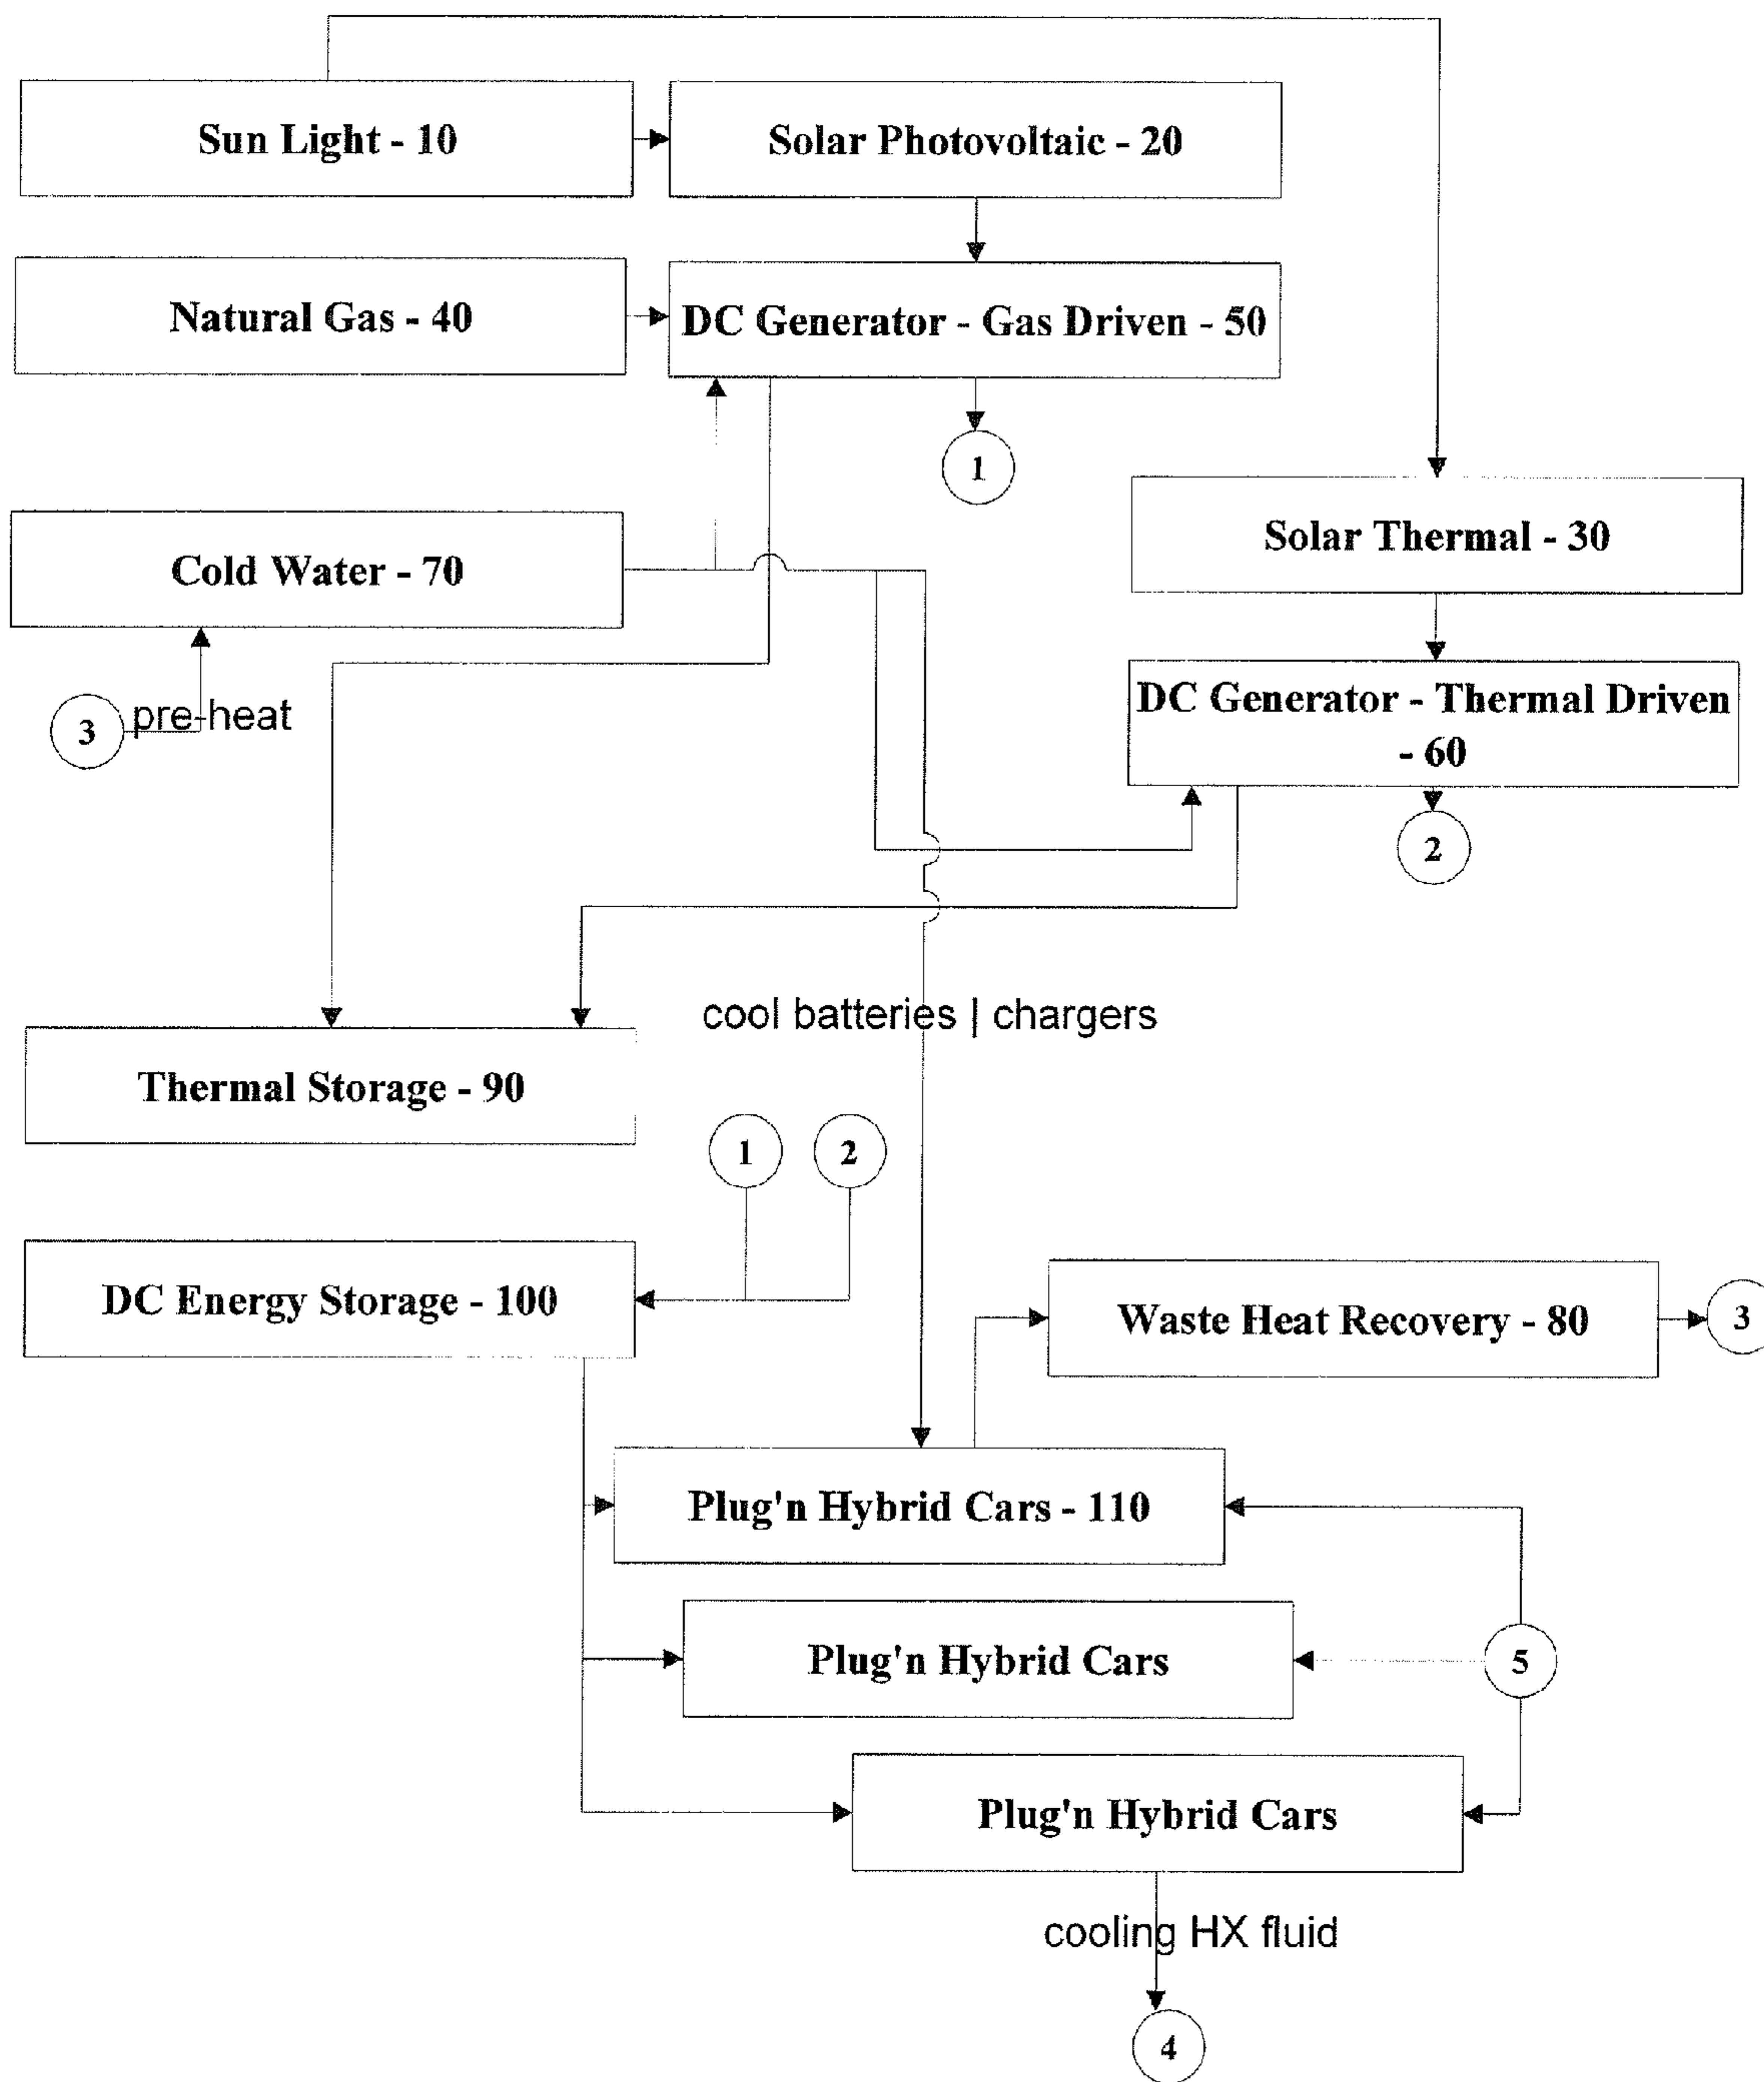 Sun Light - 10
Solar Photovoltaic - 20
Natural Gas - 40
DC Generator - Gas Driven - 50
1
Cold Water - 70
Solar Thermal - 30
3
pre-heat
DC Generator - Thermal Driven
- 60
2
cool batteries | chargers
Thermal Storage - 90
1
2
DC Energy Storage - 100
Waste Heat Recovery - 80
3
Plug'n Hybrid Cars - 110
Plug'n Hybrid Cars
5
Plug'n Hybrid Cars
cooling HX fluid
4